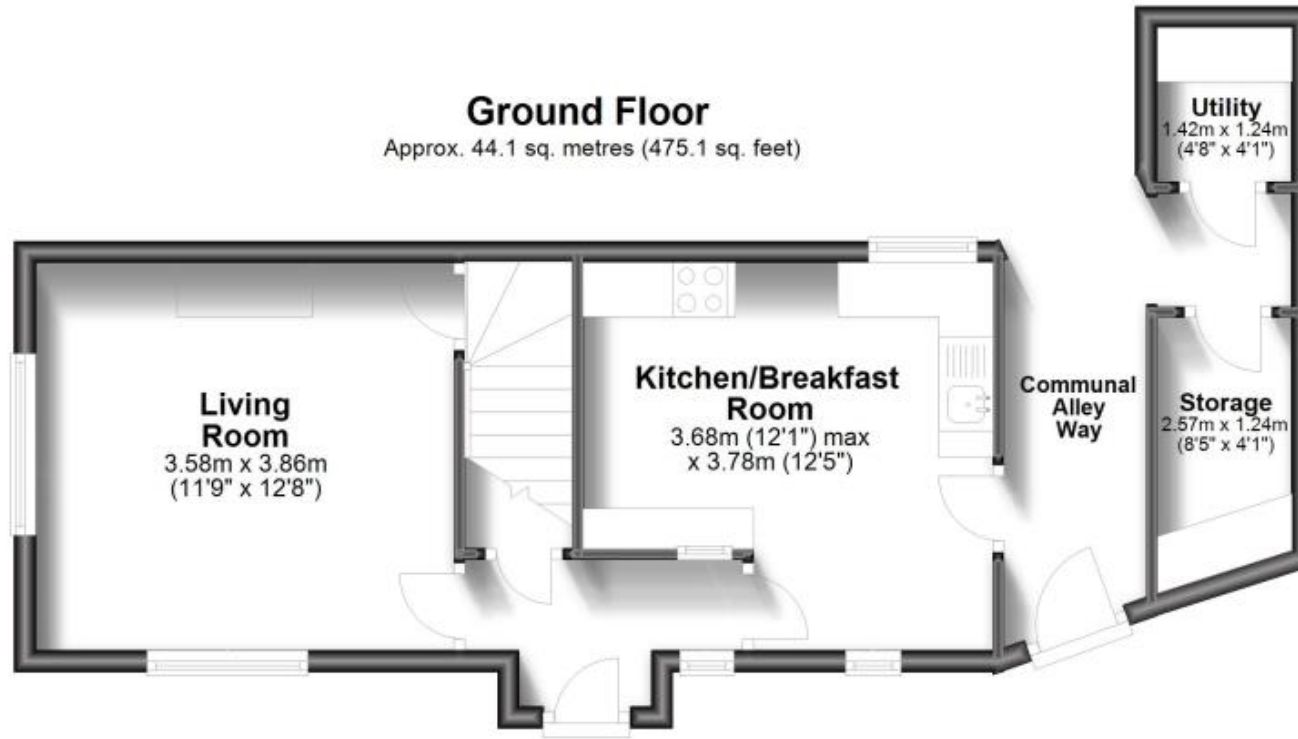 Ground Floor
Approx. 44.1 sq. metres (475.1 sq. feet)
Utility
1.42m x 1.24m
(4'8" x 4'1")
Living
Room
3.58m x 3.86m
(11'9" x 12'8")
Kitchen/Breakfast
Room
3.68m (12'1") max
x 3.78m (12'5")
Communal
Alley
Way
Storage
2.57m x 1.24m
(8'5" x 4'1")